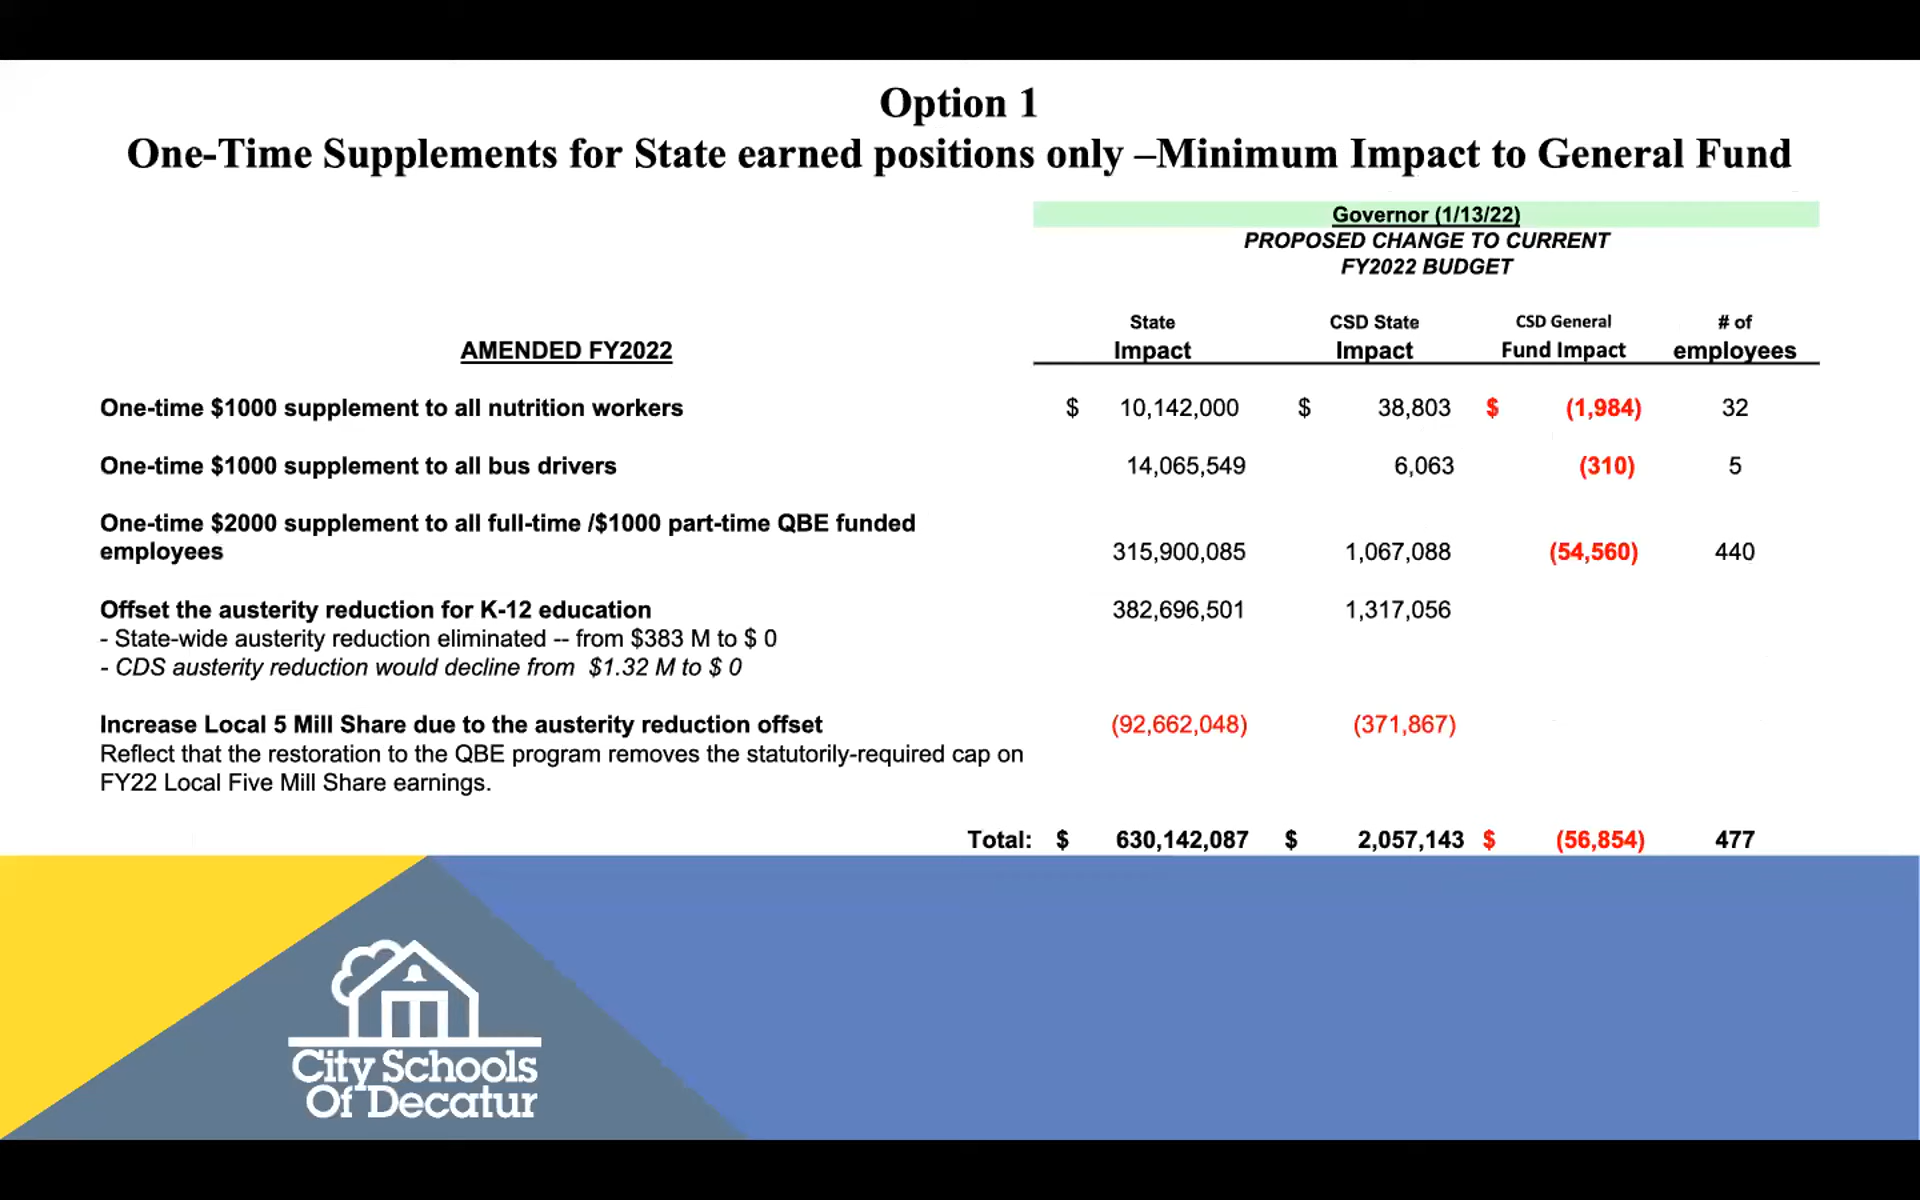 Option 1
One-Time Supplements for State earned positions only –Minimum Impact to General Fund
Governor (1/13/22)
PROPOSED CHANGE TO CURRENT
FY2022 BUDGET
AMENDED FY2022
State Impact
CSD State Impact
CSD General Fund Impact
# of employees
One-time $1000 supplement to all nutrition workers $ 10,142,000 $ 38,803 $ (1,984) 32
One-time $1000 supplement to all bus drivers 14,065,549 6,063 (310) 5
One-time $2000 supplement to all full-time /$1000 part-time QBE funded
employees 315,900,085 1,067,088 (54,560) 440
Offset the austerity reduction for K-12 education 382,696,501 1,317,056
- State-wide austerity reduction eliminated -- from $383 M to $ 0
- CDS austerity reduction would decline from $1.32 M to $ 0
Increase Local 5 Mill Share due to the austerity reduction offset (92,662,048) (371,867)
Reflect that the restoration to the QBE program removes the statutorily-required cap on
FY22 Local Five Mill Share earnings.
Total: $ 630,142,087 $ 2,057,143 $ (56,854) 477
City Schools
Of Decatur